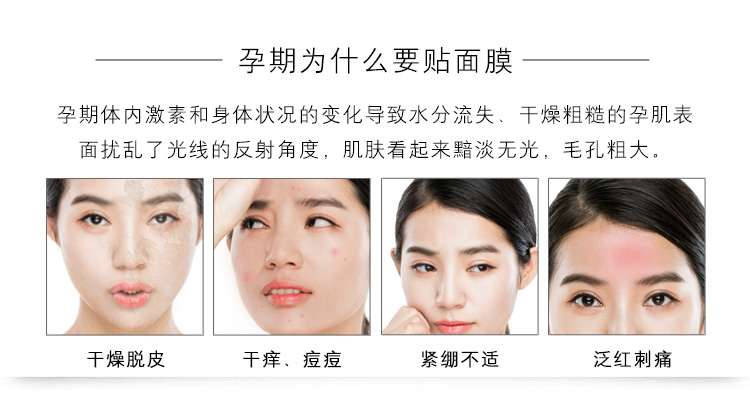 孕期为什么要贴面膜
孕期体内激素和身体状况的变化导致水分流失、干燥粗糙的孕肌表
面扰乱了光线的反射角度，肌肤看起来黯淡无光，毛孔粗大。
干燥脱皮
干痒、痘痘
紧绷不适
泛红刺痛